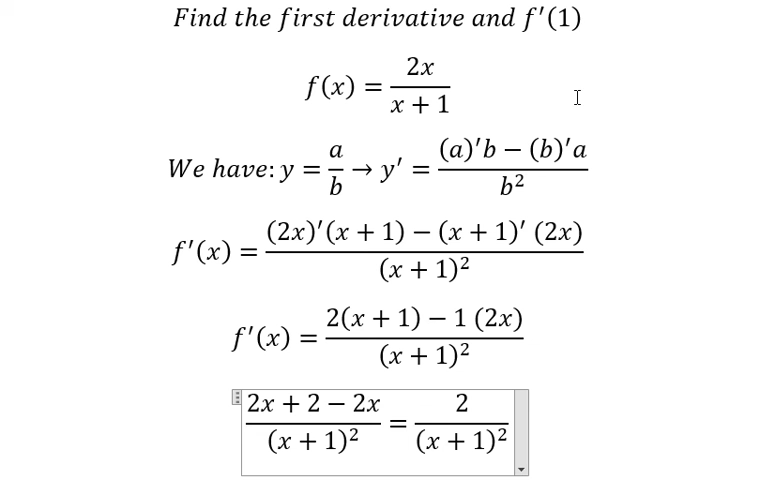 Find the first derivative and f′(1)
f(x) = 2x / x + 1
We have: y = a / b → y′ = (a)′b − (b)′a / b²
f′(x) = (2x)′(x + 1) − (x + 1)′ (2x) / (x + 1)²
f′(x) = 2(x + 1) − 1 (2x) / (x + 1)²
2x + 2 − 2x / (x + 1)² = 2 / (x + 1)²